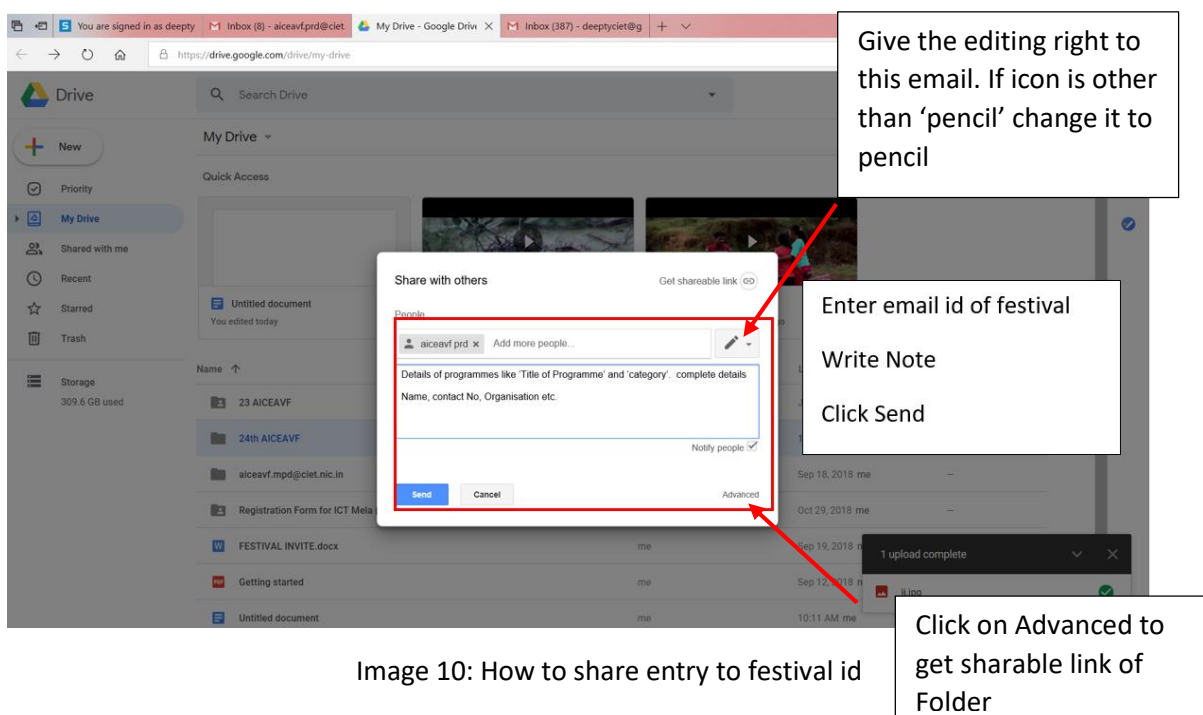 You are signed in as deepty
Inbox (8) - aiceavf.prd@ciet
My Drive - Google Driv
Inbox (387) - deeptyciet@g
https://drive.google.com/drive/my-drive
Give the editing right to
this email. If icon is other
than ‘pencil’ change it to
pencil
Drive
Search Drive
New
My Drive
Priority
My Drive
Shared with me
Recent
Starred
Trash
Storage
309.6 GB used
Quick Access
Untitled document
You edited today
Share with others
Get shareable link
People
aiceavf prd × Add more people...
Details of programmes like 'Title of Programme' and 'category'. complete details
Name, contact No, Organisation etc.
Notify people
Send
Cancel
Advanced
Enter email id of festival
Write Note
Click Send
Name
23 AICEAVF
24th AICEAVF
aiceavf.mpd@ciet.nic.in
Sep 18, 2018 me –
Registration Form for ICT Mela
Oct 29, 2018 me –
FESTIVAL INVITE.docx
me
Sep 19, 2018
Getting started
me
Sep 12, 2018
Untitled document
me
10:11 AM me
1 upload complete
jj.jpg
Click on Advanced to
get sharable link of
Folder
Image 10: How to share entry to festival id